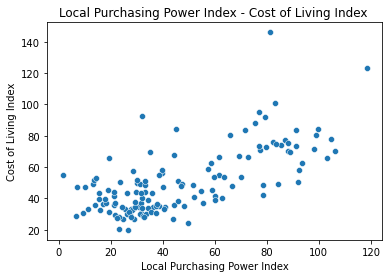 Local Purchasing Power Index - Cost of Living Index
140
120
100
80
60
40
20
Cost of Living Index
0 20 40 60 80 100 120
Local Purchasing Power Index